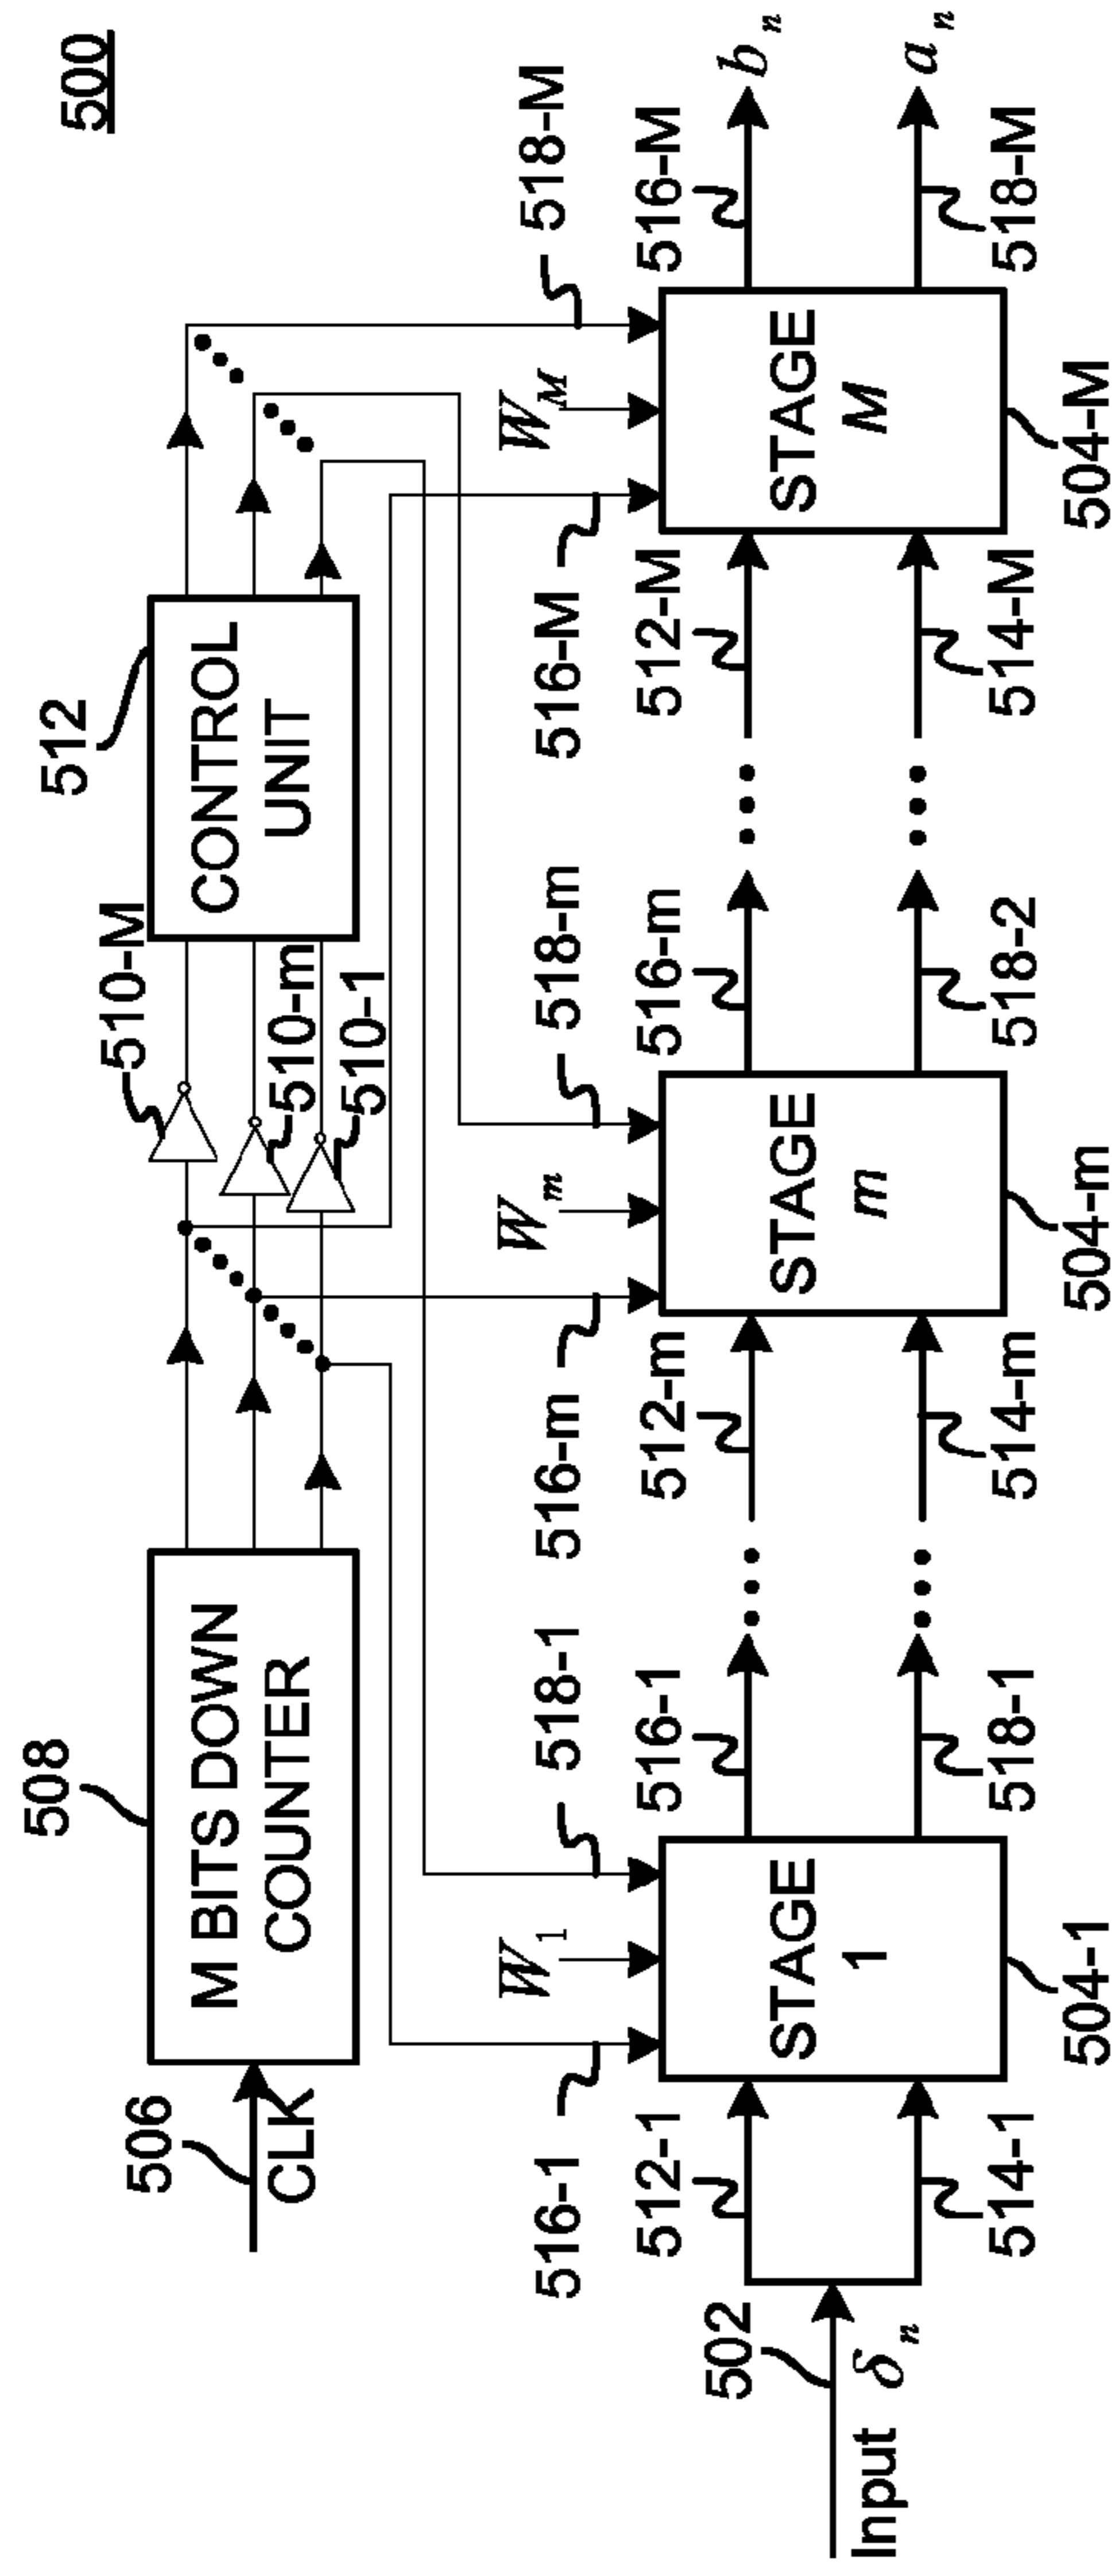 500
508
M BITS DOWN
COUNTER
506
CLK
510-M
510-m
510-1
512
CONTROL
UNIT
518-M
516-1
W1
518-1
516-m
Wm
518-m
516-M
WM
502
Input δn
512-1
514-1
STAGE
1
504-1
516-1
518-1
512-m
514-m
STAGE
m
504-m
516-m
518-2
512-M
514-M
STAGE
M
504-M
516-M
518-M
bn
an